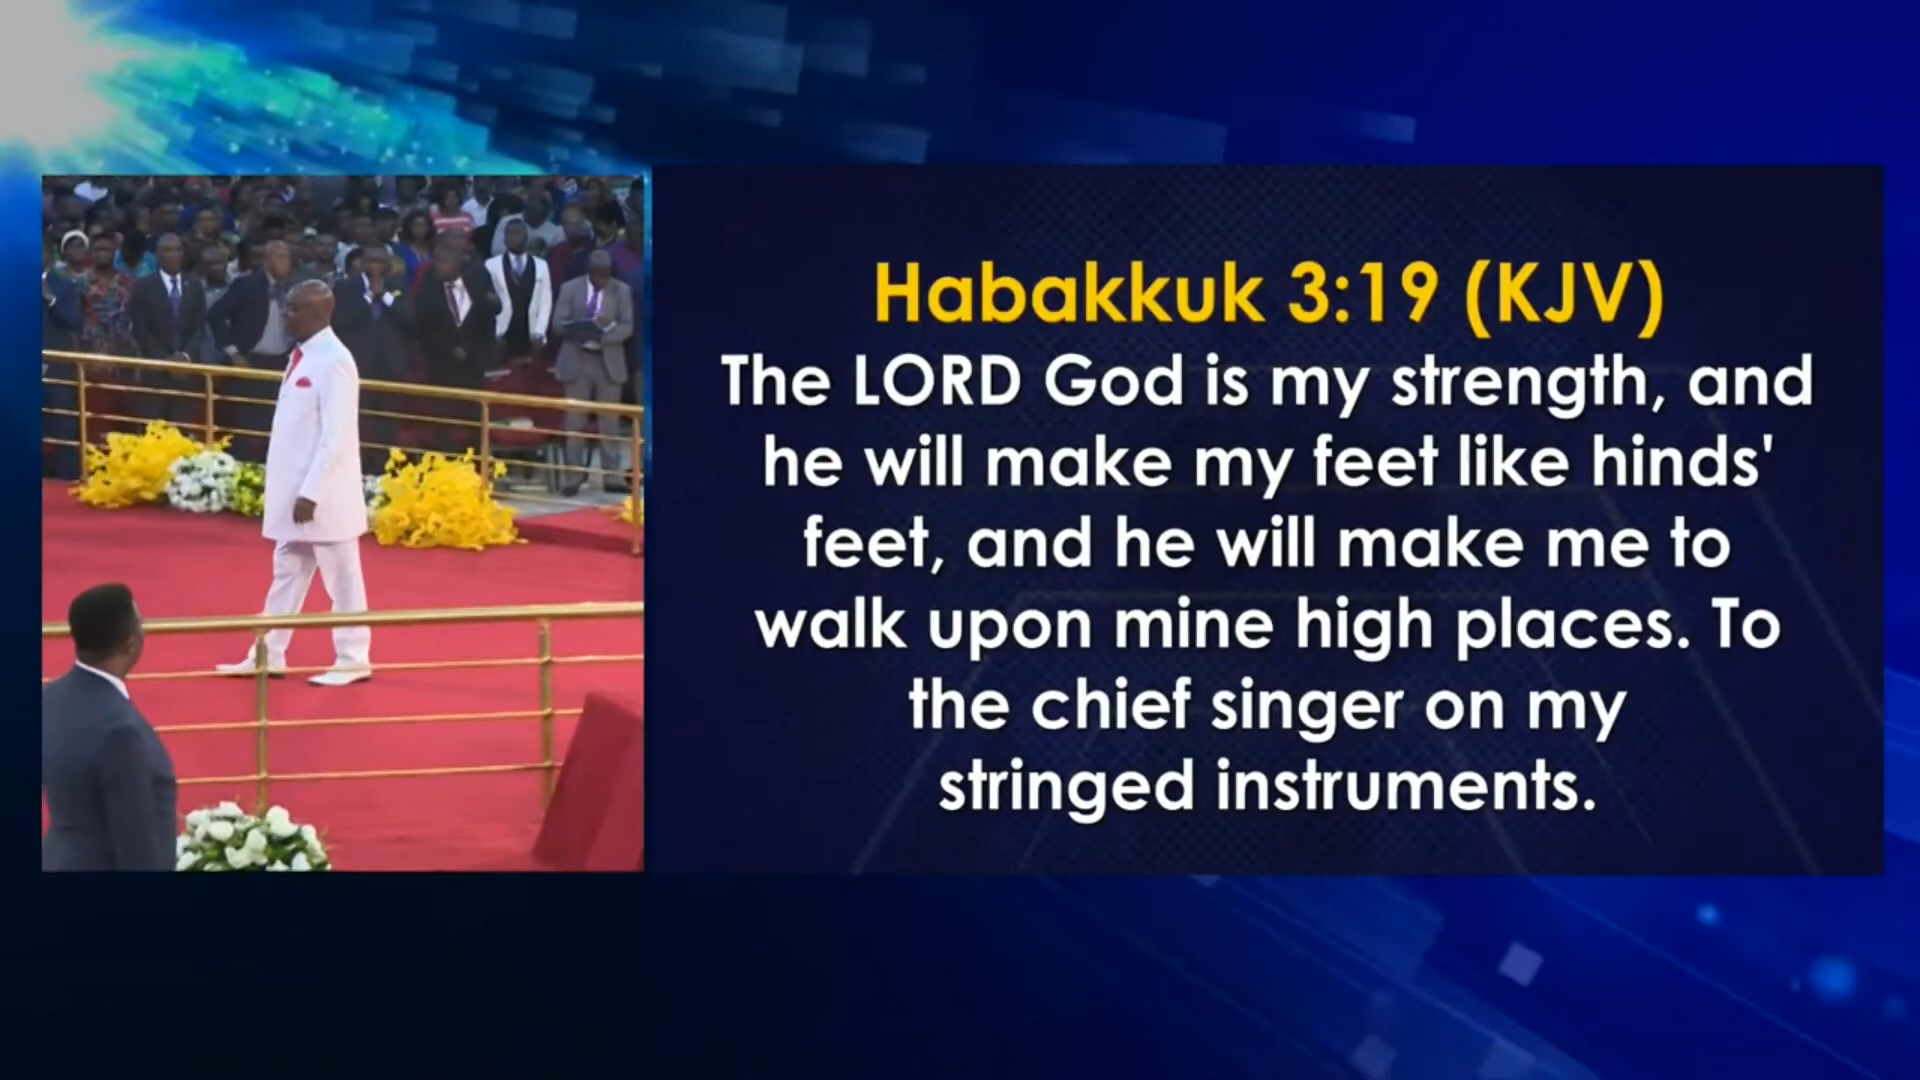 Habakkuk 3:19 (KJV)
The LORD God is my strength, and
he will make my feet like hinds'
feet, and he will make me to
walk upon mine high places. To
the chief singer on my
stringed instruments.